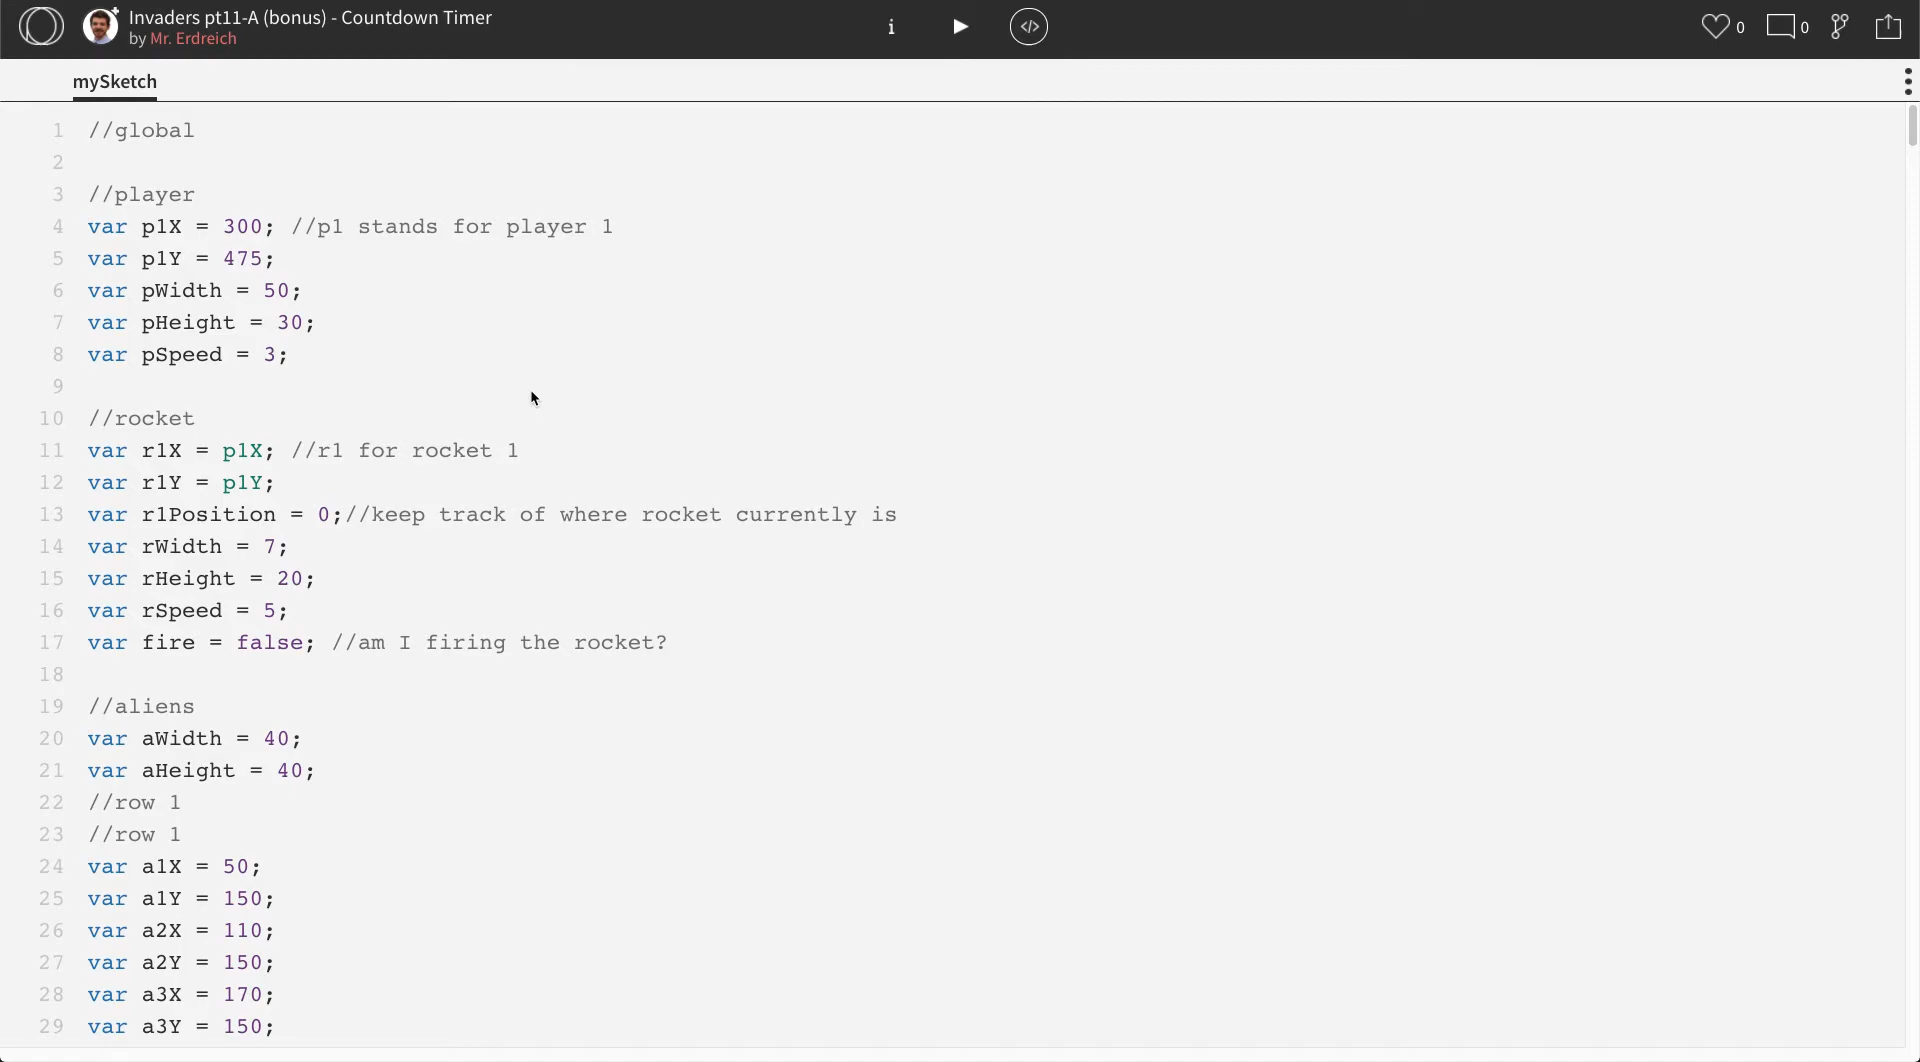 Invaders pt11-A (bonus) - Countdown Timer
by Mr. Erdreich
i
</>
0
0
mySketch
1 //global
2
3 //player
4 var p1X = 300; //p1 stands for player 1
5 var p1Y = 475;
6 var pWidth = 50;
7 var pHeight = 30;
8 var pSpeed = 3;
9
10 //rocket
11 var r1X = p1X; //r1 for rocket 1
12 var r1Y = p1Y;
13 var r1Position = 0;//keep track of where rocket currently is
14 var rWidth = 7;
15 var rHeight = 20;
16 var rSpeed = 5;
17 var fire = false; //am I firing the rocket?
18
19 //aliens
20 var aWidth = 40;
21 var aHeight = 40;
22 //row 1
23 //row 1
24 var a1X = 50;
25 var a1Y = 150;
26 var a2X = 110;
27 var a2Y = 150;
28 var a3X = 170;
29 var a3Y = 150;